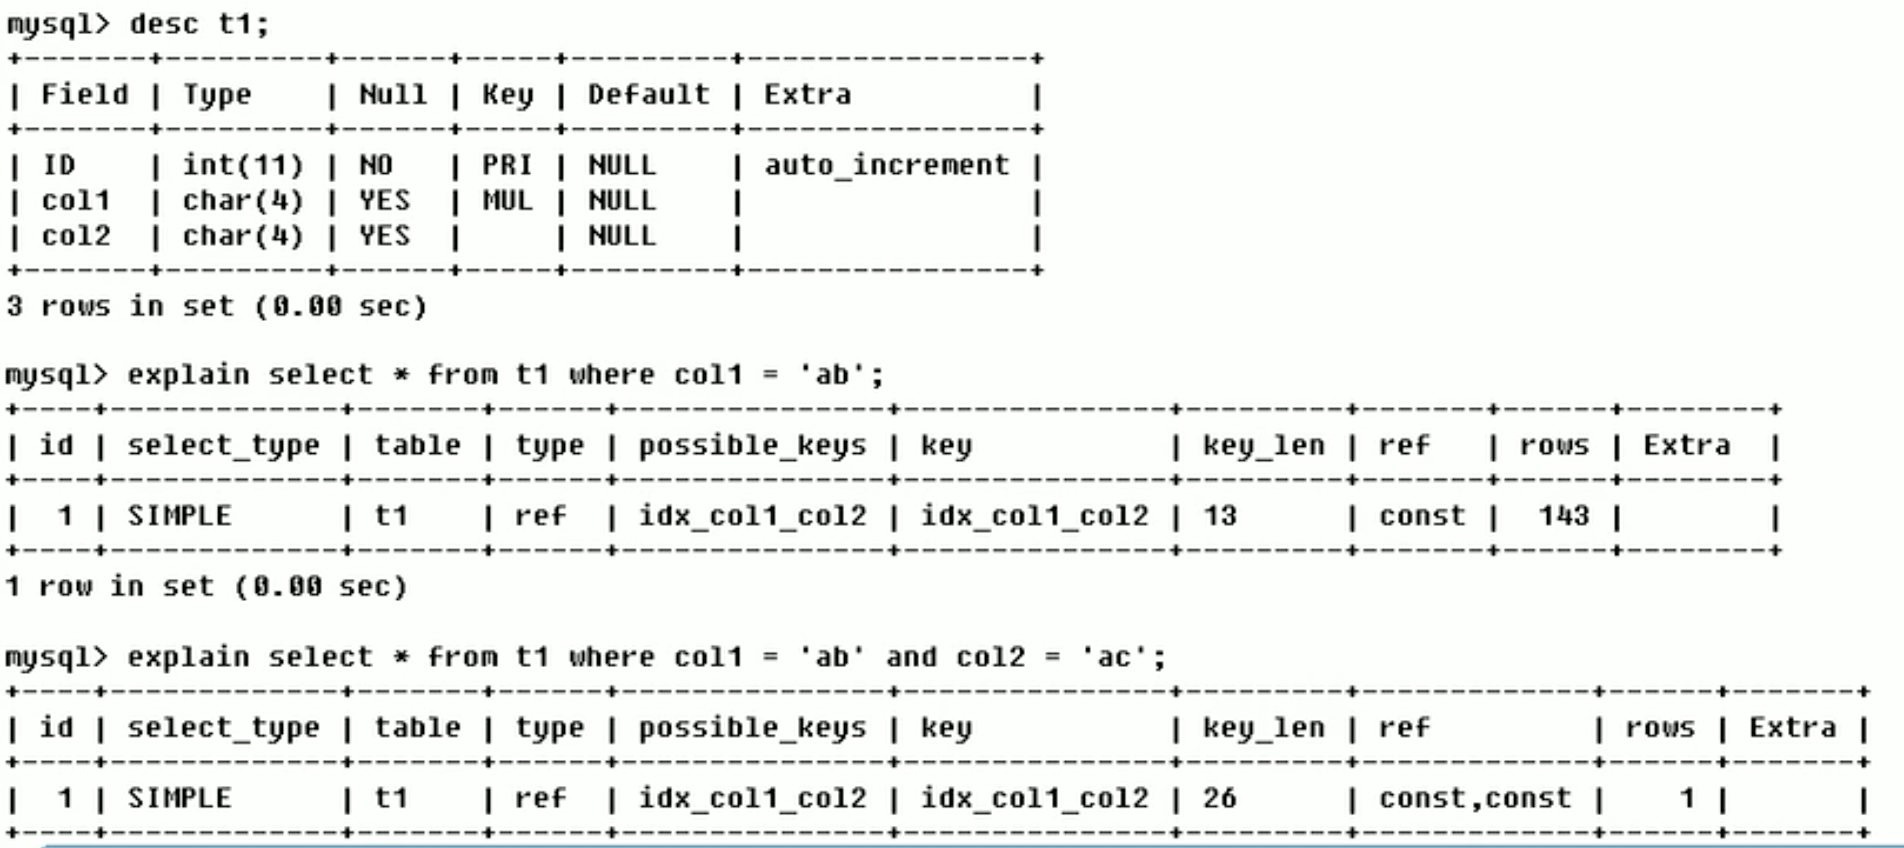 mysql> desc t1;
+-------+---------+------+-----+---------+----------------+
| Field | Type    | Null | Key | Default | Extra          |
+-------+---------+------+-----+---------+----------------+
| ID    | int(11) | NO   | PRI | NULL    | auto_increment |
| col1  | char(4) | YES  | MUL | NULL    |                |
| col2  | char(4) | YES  |     | NULL    |                |
+-------+---------+------+-----+---------+----------------+
3 rows in set (0.00 sec)
mysql> explain select * from t1 where col1 = 'ab';
+----+-------------+-------+------+---------------+---------------+---------+-------+------+--------+
| id | select_type | table | type | possible_keys | key           | key_len | ref   | rows | Extra  |
+----+-------------+-------+------+---------------+---------------+---------+-------+------+--------+
|  1 | SIMPLE      | t1    | ref  | idx_col1_col2 | idx_col1_col2 | 13      | const |  143 |        |
+----+-------------+-------+------+---------------+---------------+---------+-------+------+--------+
1 row in set (0.00 sec)
mysql> explain select * from t1 where col1 = 'ab' and col2 = 'ac';
+----+-------------+-------+------+---------------+---------------+---------+-------------+------+-------+
| id | select_type | table | type | possible_keys | key           | key_len | ref         | rows | Extra |
+----+-------------+-------+------+---------------+---------------+---------+-------------+------+-------+
|  1 | SIMPLE      | t1    | ref  | idx_col1_col2 | idx_col1_col2 | 26      | const,const |    1 |       |
+----+-------------+-------+------+---------------+---------------+---------+-------------+------+-------+